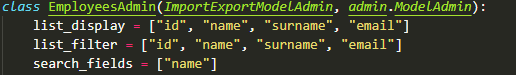 class EmployeesAdmin(ImportExportModelAdmin, admin.ModelAdmin):
    list_display = ["id", "name", "surname", "email"]
    list_filter = ["id", "name", "surname", "email"]
    search_fields = ["name"]